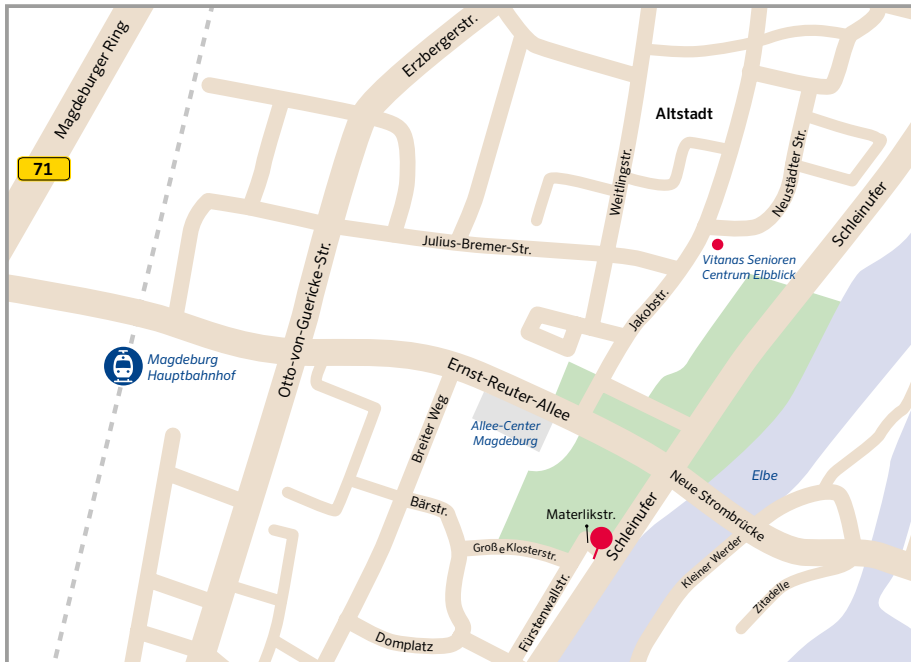 Magdeburger Ring
Erzbergerstr.
Altstadt
71
Weitlingstr.
Neustädter Str.
Schleinufer
Julius-Bremer-Str.
Vitanas Senioren
Centrum Elbblick
Otto-von-Guericke-Str.
Jakobstr.
Magdeburg
Hauptbahnhof
Ernst-Reuter-Allee
Breiter Weg
Allee-Center
Magdeburg
Elbe
Neue Strombrücke
Bärstr.
Materlikstr.
Schleinufer
Große Klosterstr.
Kleiner Werder
Zitadelle
Fürstenwallstr.
Domplatz